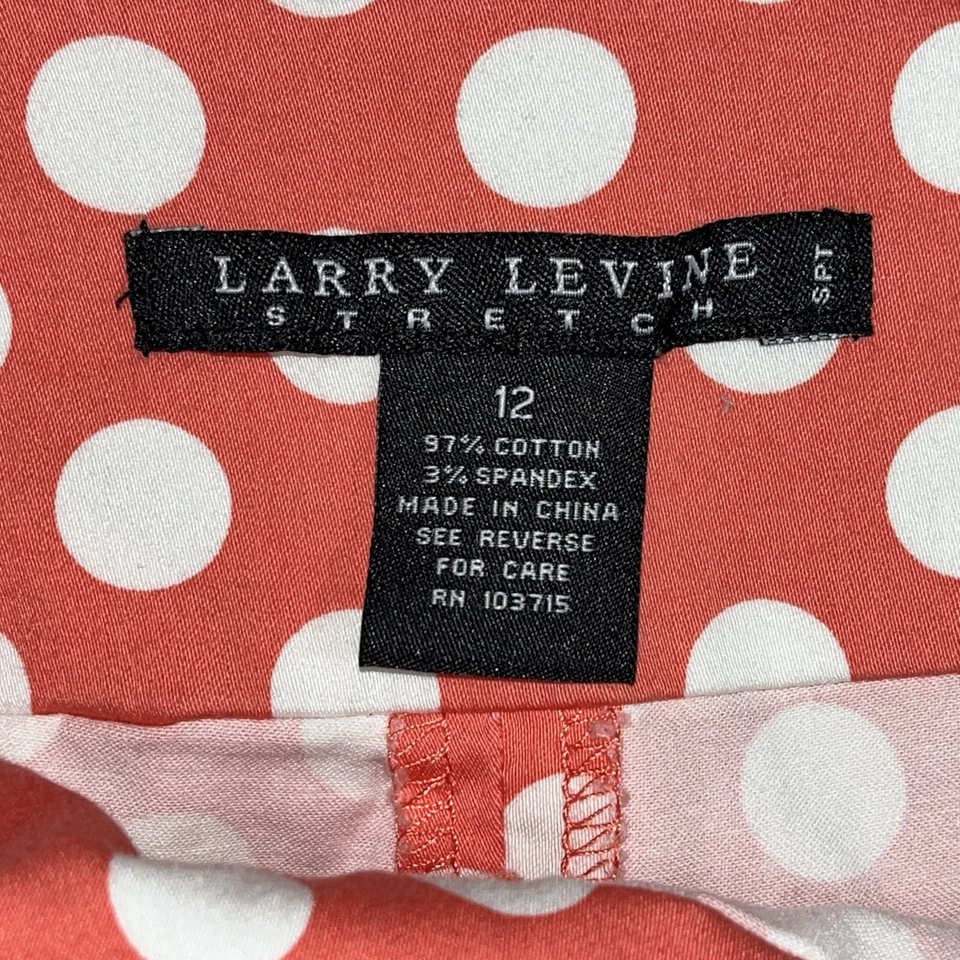 LARRY LEVINE
STRETCH
SPT
12
97% COTTON
3% SPANDEX
MADE IN CHINA
SEE REVERSE
FOR CARE
RN 103715